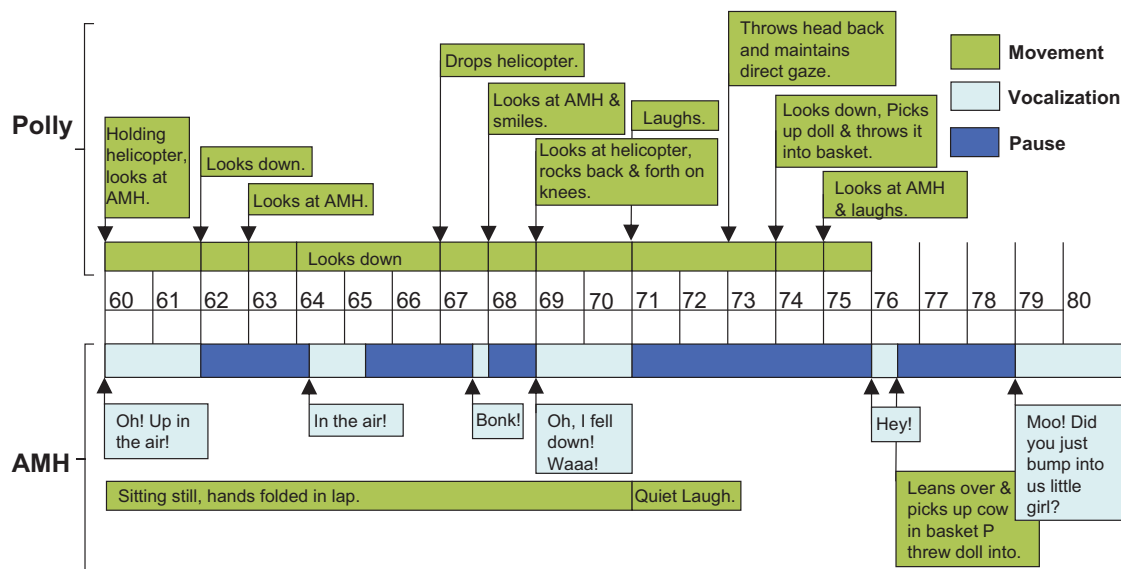 Polly
Holding
helicopter,
looks at
AMH.
Looks down.
Looks at AMH.
Drops helicopter.
Looks at AMH &
smiles.
Looks at helicopter,
rocks back & forth on
knees.
Laughs.
Throws head back
and maintains
direct gaze.
Looks down, Picks
up doll & throws it
into basket.
Looks at AMH
& laughs.
Movement
Vocalization
Pause
Looks down
60 61 62 63 64 65 66 67 68 69 70 71 72 73 74 75 76 77 78 79 80
AMH
Oh! Up in
the air!
In the air!
Bonk!
Oh, I fell
down!
Waaa!
Hey!
Moo! Did
you just
bump into
us little
girl?
Sitting still, hands folded in lap.
Quiet Laugh.
Leans over &
picks up cow
in basket P
threw doll into.